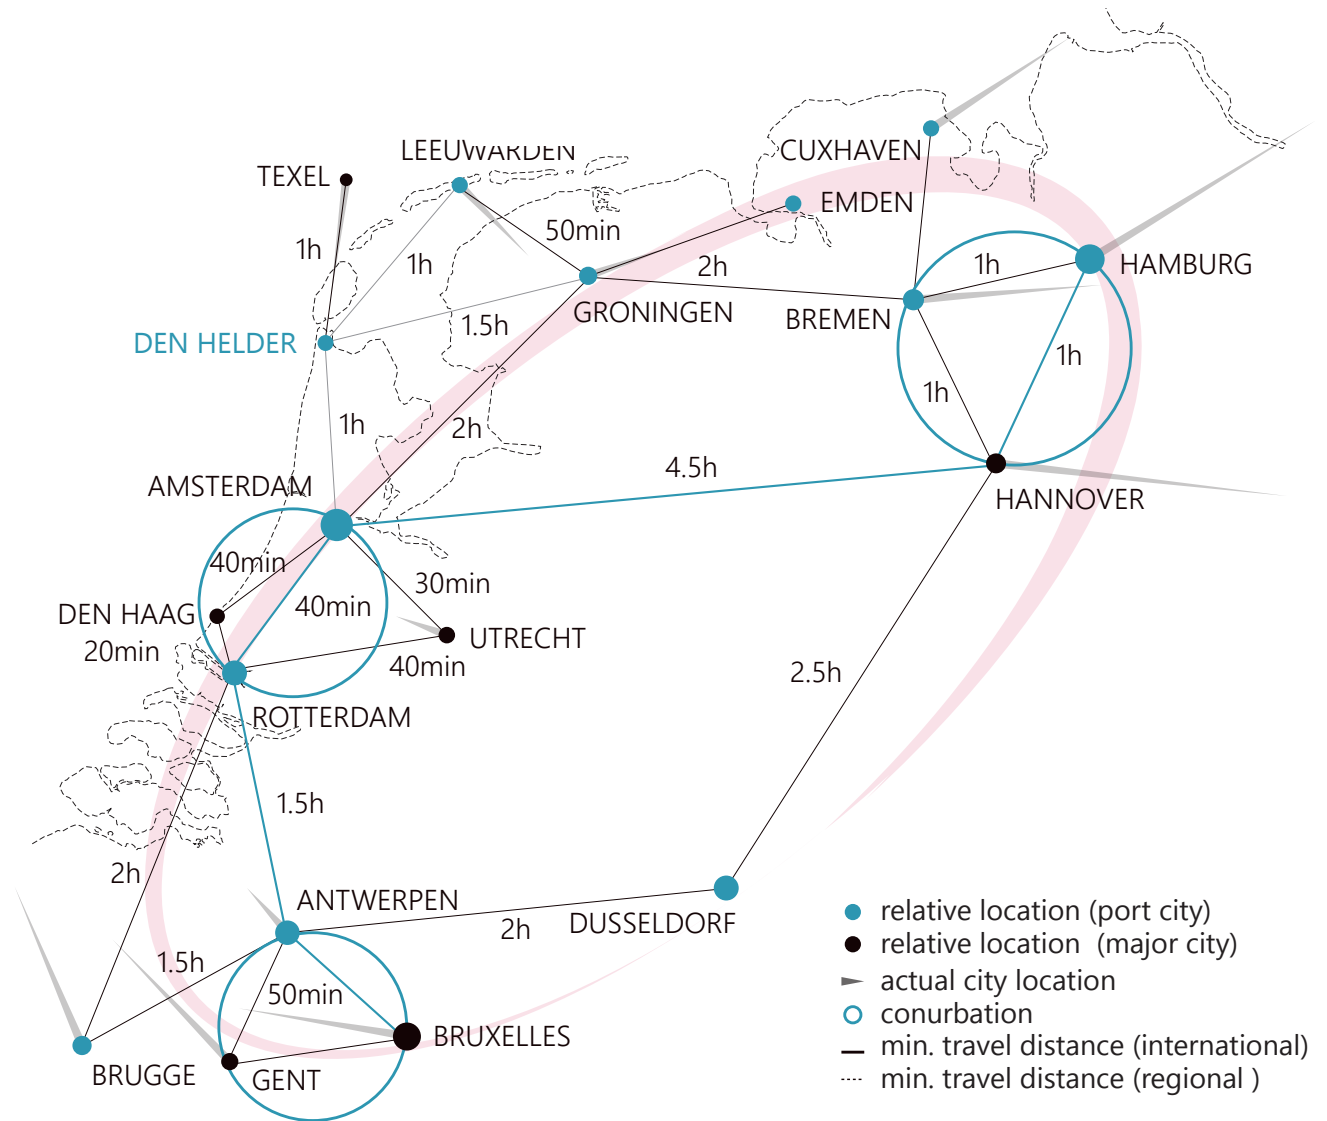 LEEUWARDEN
CUXHAVEN
TEXEL
EMDEN
50min
1h
1h
2h
1h
HAMBURG
GRONINGEN
BREMEN
1.5h
DEN HELDER
1h
1h
1h
2h
4.5h
AMSTERDAM
HANNOVER
40min
30min
40min
DEN HAAG
UTRECHT
20min
40min
2.5h
ROTTERDAM
1.5h
2h
ANTWERPEN
2h
DUSSELDORF
1.5h
50min
BRUXELLES
BRUGGE
GENT
relative location (port city)
relative location (major city)
actual city location
conurbation
min. travel distance (international)
min. travel distance (regional )